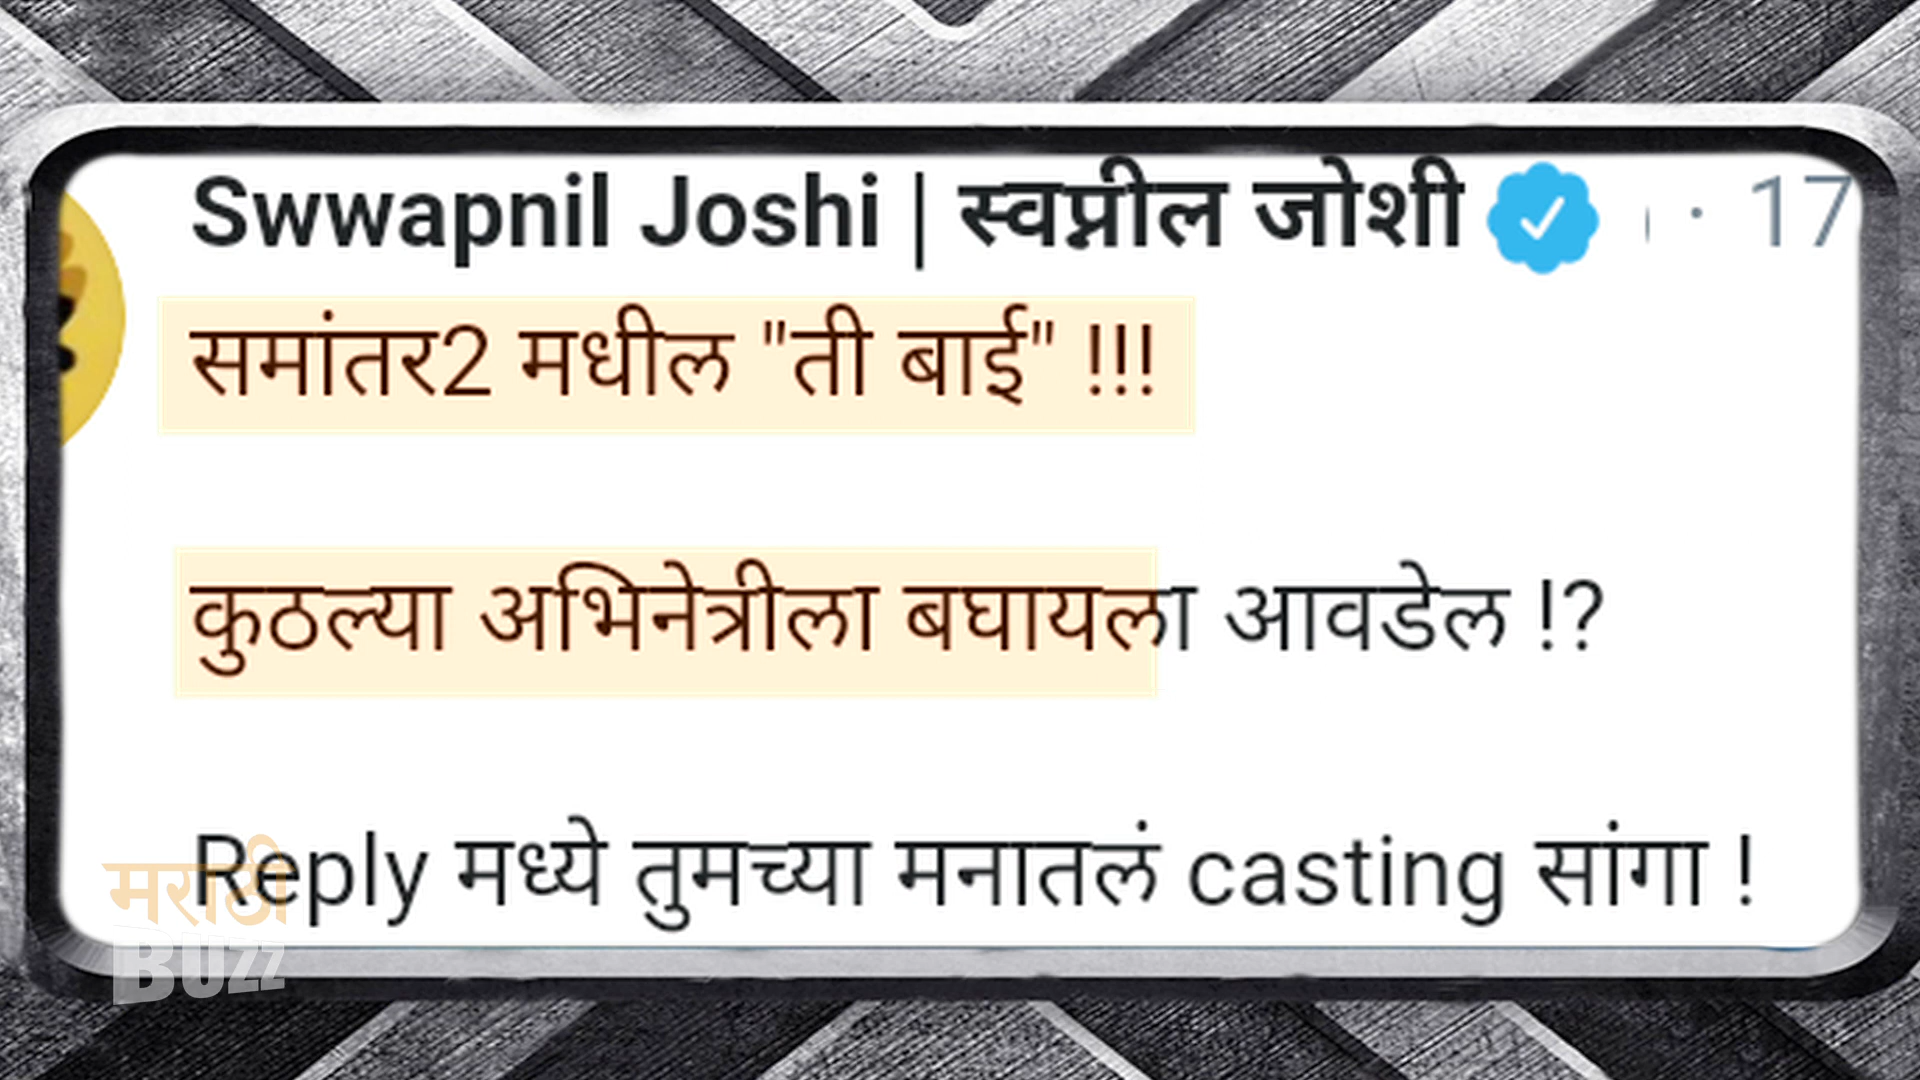 Swwapnil Joshi | स्वप्नील जोशी · 17
समांतर2 मधील "ती बाई" !!!
कुठल्या अभिनेत्रीला बघायला आवडेल !?
Reply मध्ये तुमच्या मनातलं casting सांगा !
मराठी
BUZZ